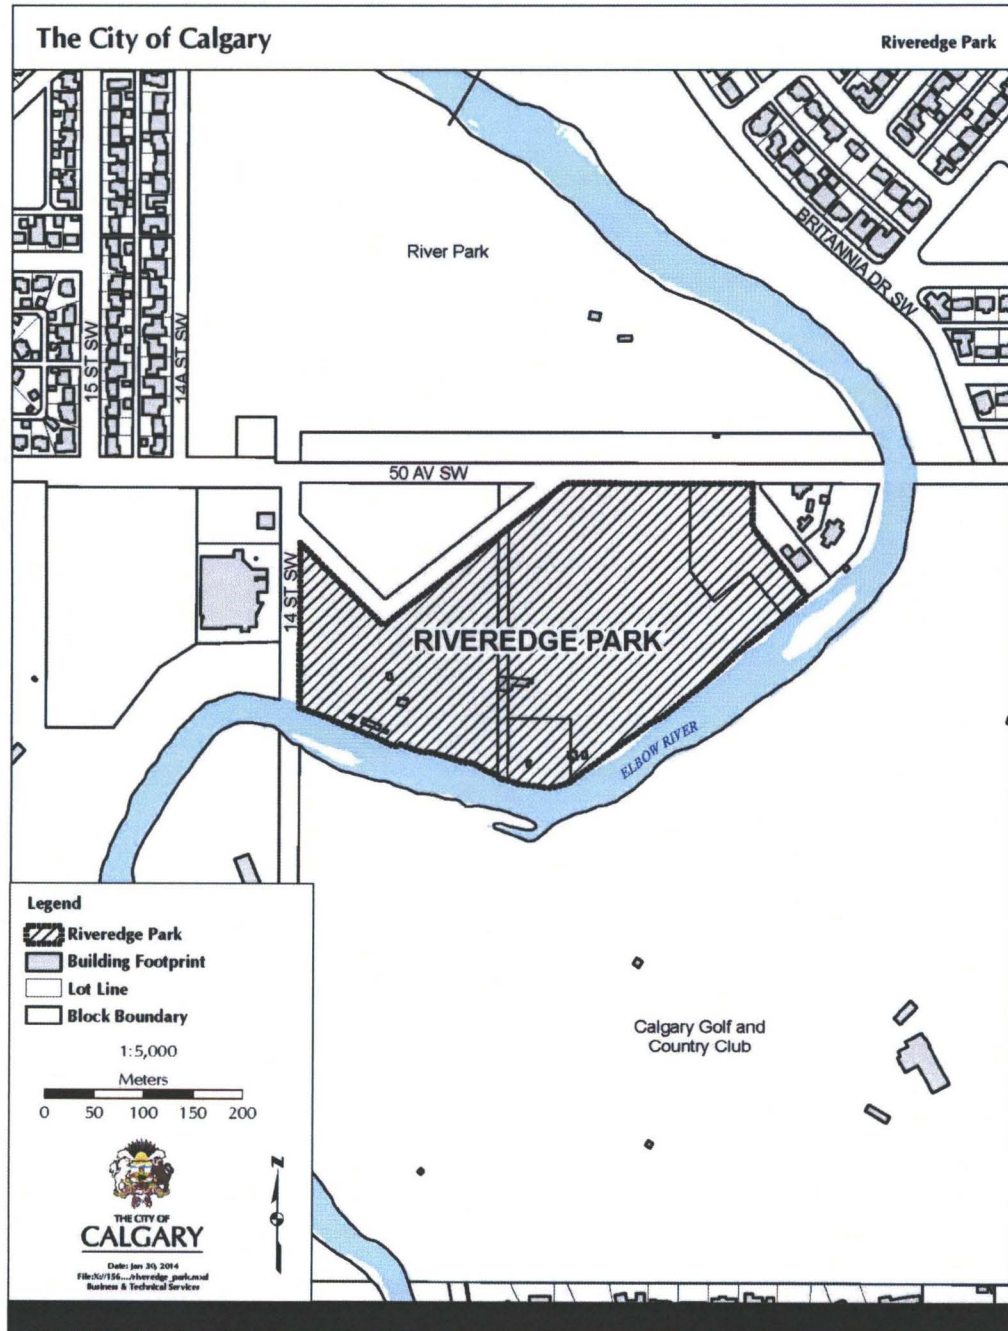 The City of Calgary
Riveredge Park
River Park
BRITANNIA DR SW
15 ST SW
14A ST SW
50 AV SW
14 ST SW
RIVEREDGE PARK
ELBOW RIVER
Calgary Golf and
Country Club
Legend
Riveredge Park
Building Footprint
Lot Line
Block Boundary
1:5,000
Meters
0 50 100 150 200
N
THE CITY OF
CALGARY
Date: Jan 30, 2014
Business & Technical Services